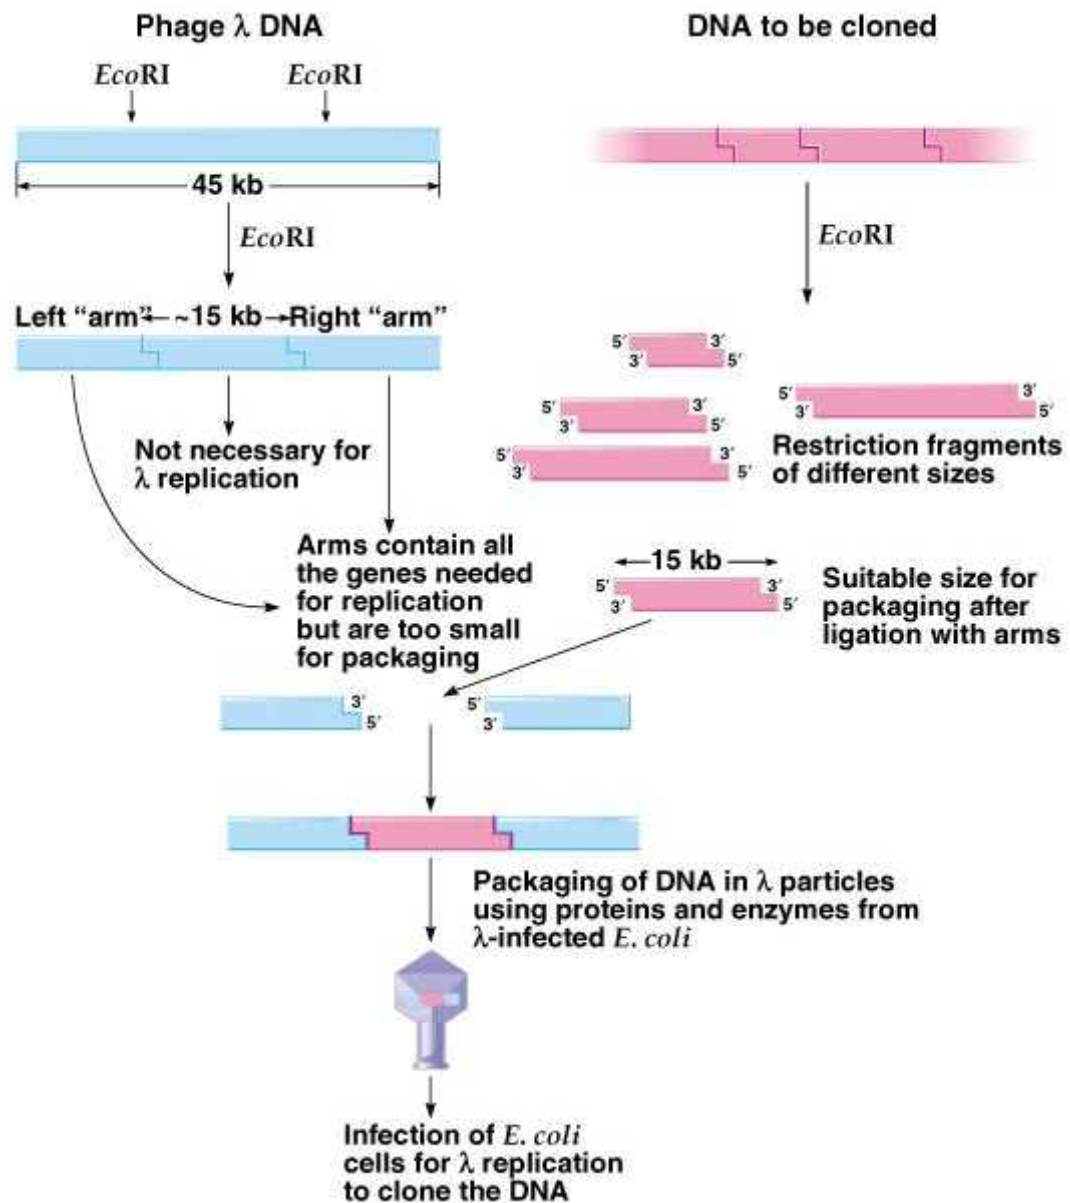 Phage λ DNA
EcoRI EcoRI
45 kb
EcoRI
Left “arm” ~15 kb Right “arm”
Not necessary for
λ replication
DNA to be cloned
EcoRI
5′ 3′
3′ 5′
5′ 3′
3′ 5′
5′ 3′
3′ 5′
5′ 3′
3′ 5′
Restriction fragments
of different sizes
Arms contain all
the genes needed
for replication
but are too small
for packaging
15 kb
5′ 3′
3′ 5′
Suitable size for
packaging after
ligation with arms
3′ 5′
5′ 3′
Packaging of DNA in λ particles
using proteins and enzymes from
λ-infected E. coli
Infection of E. coli
cells for λ replication
to clone the DNA